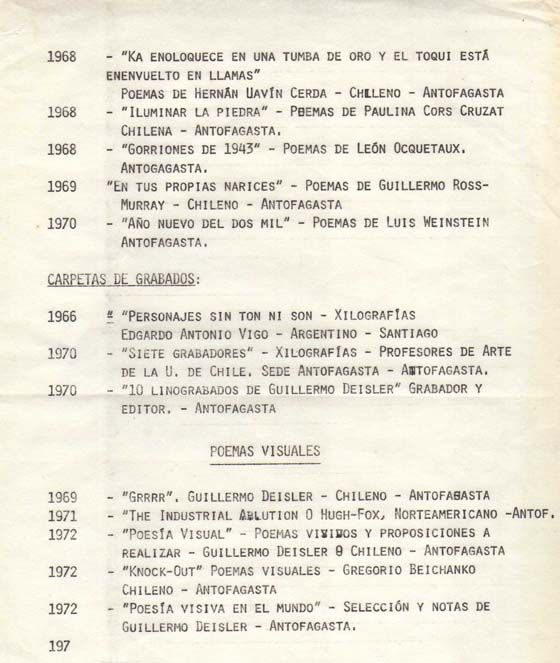 1968 - "KA ENOLOQUECE EN UNA TUMBA DE ORO Y EL TOQUI ESTÁ
ENENVUELTO EN LLAMAS"
POEMAS DE HERNÁN UAVÍN CERDA - CHILENO - ANTOFAGASTA
1968 - "ILUMINAR LA PIEDRA" - POEMAS DE PAULINA CORS CRUZAT
CHILENA - ANTOFAGASTA.
1968 - "GORRIONES DE 1943" - POEMAS DE LEÓN OCQUETAUX.
ANTOGAGASTA.
1969 "EN TUS PROPIAS NARICES" - POEMAS DE GUILLERMO ROSS-
MURRAY - CHILENO - ANTOFAGASTA
1970 - "AÑO NUEVO DEL DOS MIL" - POEMAS DE LUIS WEINSTEIN
ANTOFAGASTA.
CARPETAS DE GRABADOS:
1966 " "PERSONAJES SIN TON NI SON - XILOGRAFÍAS
EDGARDO ANTONIO VIGO - ARGENTINO - SANTIAGO
1970 - "SIETE GRABADORES" - XILOGRAFÍAS - PROFESORES DE ARTE
DE LA U. DE CHILE. SEDE ANTOFAGASTA - ANTOFAGASTA.
1970 - "10 LINOGRABADOS DE GUILLERMO DEISLER" GRABADOR Y
EDITOR. - ANTOFAGASTA
POEMAS VISUALES
1969 - "GRRRR". GUILLERMO DEISLER - CHILENO - ANTOFAGASTA
1971 - "THE INDUSTRIAL ABLUTION O HUGH-FOX, NORTEAMERICANO -ANTOF.
1972 - "POESÍA VISUAL" - POEMAS VIVINOS Y PROPOSICIONES A
REALIZAR - GUILLERMO DEISLER O CHILENO - ANTOFAGASTA
1972 - "KNOCK-OUT" POEMAS VISUALES - GREGORIO BEICHANKO
CHILENO - ANTOFAGASTA
1972 - "POESÍA VISIVA EN EL MUNDO" - SELECCIÓN Y NOTAS DE
GUILLERMO DEISLER - ANTOFAGASTA.
197